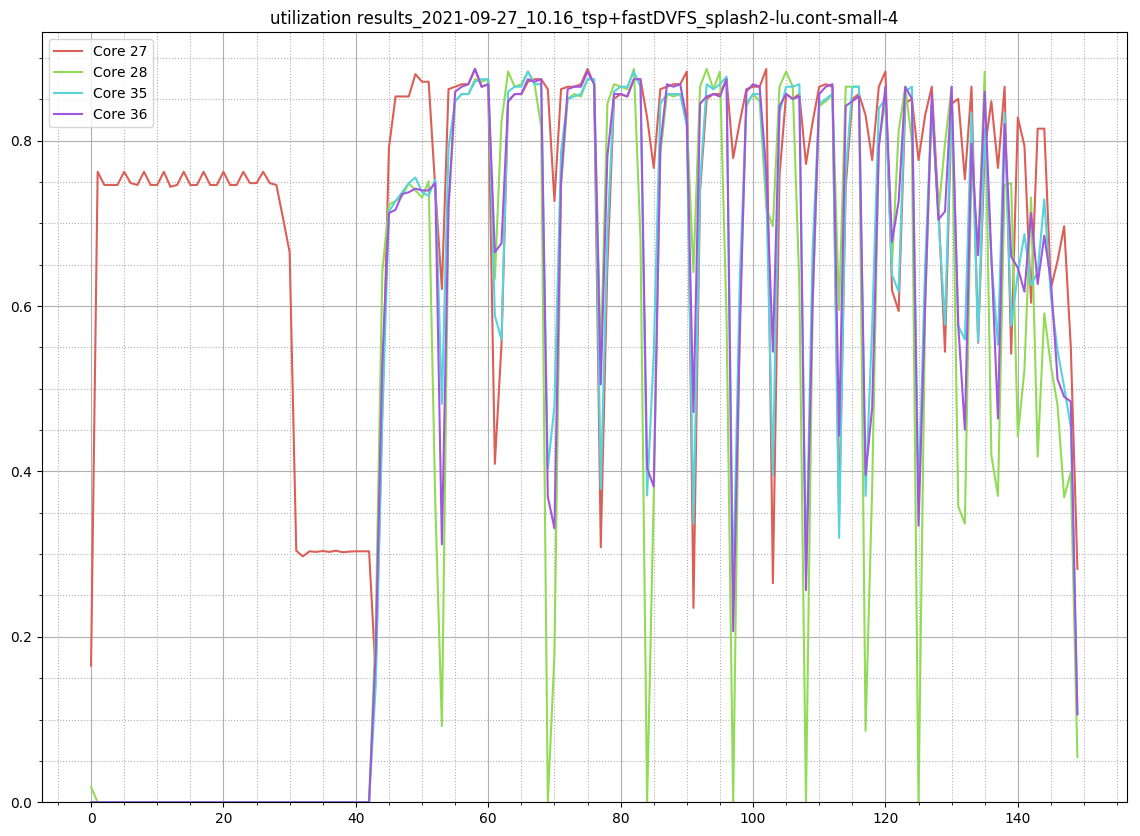 utilization results_2021-09-27_10.16_tsp+fastDVFS_splash2-lu.cont-small-4
Core 27
Core 28
Core 35
Core 36
0.8
0.6
0.4
0.2
0.0
0 20 40 60 80 100 120 140